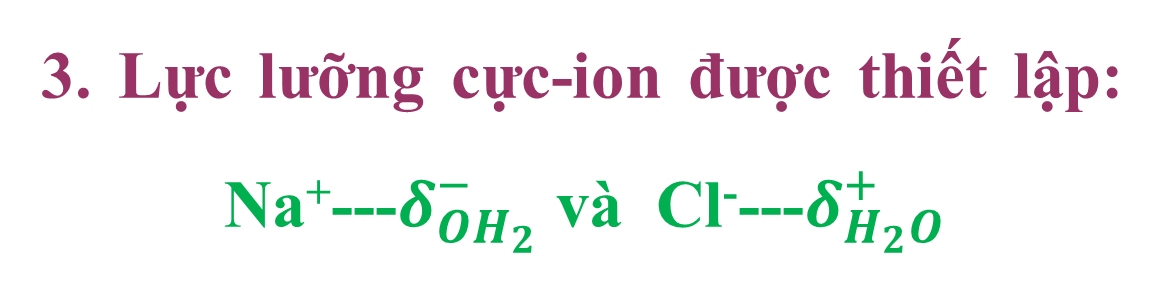 3. Lực lưỡng cực-ion được thiết lập:
Na⁺---δ⁻OH₂ và Cl⁻---δ⁺H₂O